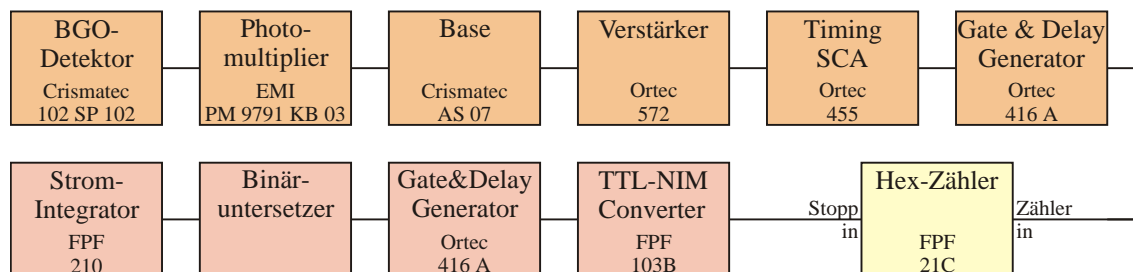 BGO-
Detektor
Crismatec
102 SP 102
Photo-
multiplier
EMI
PM 9791 KB 03
Base
Crismatec
AS 07
Verstärker
Ortec
572
Timing
SCA
Ortec
455
Gate & Delay
Generator
Ortec
416 A
Strom-
Integrator
FPF
210
Binär-
untersetzer
Gate&Delay
Generator
Ortec
416 A
TTL-NIM
Converter
FPF
103B
Stopp
in
Hex-Zähler
FPF
21C
Zähler
in